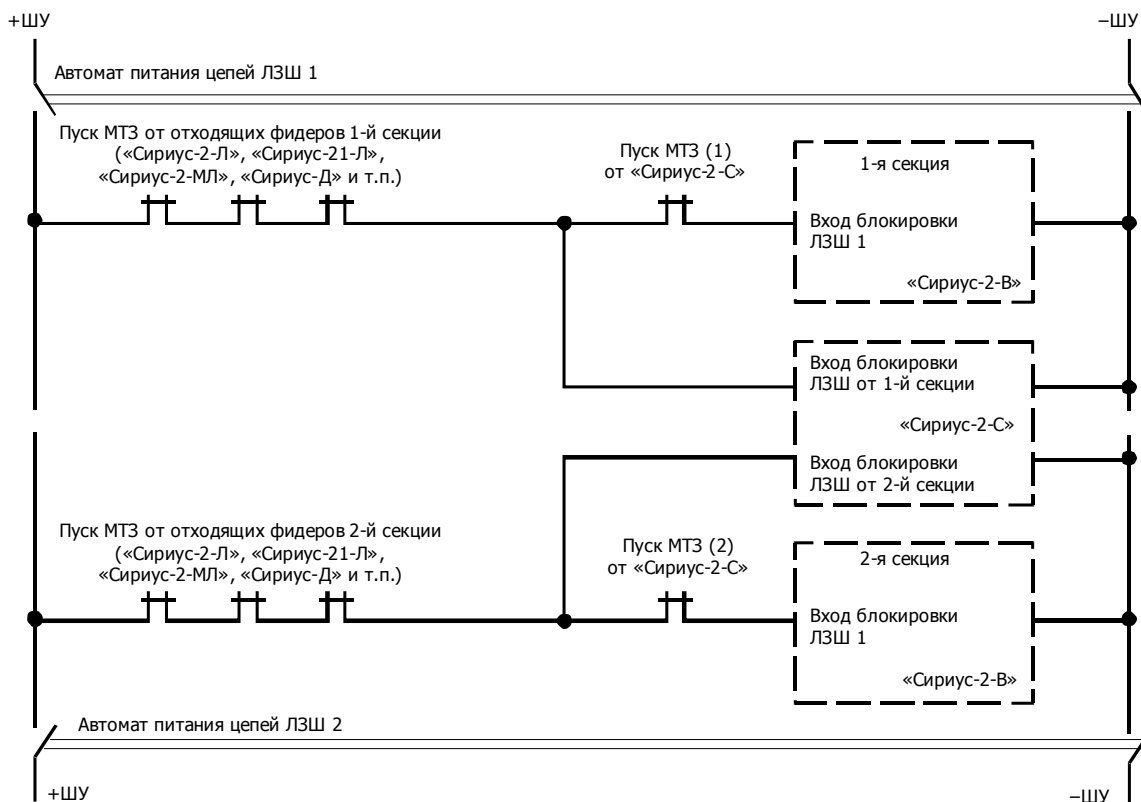 +ШУ
–ШУ
Автомат питания цепей ЛЗШ 1
Пуск МТЗ от отходящих фидеров 1-й секции
(«Сириус-2-Л», «Сириус-21-Л»,
«Сириус-2-МЛ», «Сириус-Д» и т.п.)
Пуск МТЗ (1)
от «Сириус-2-С»
1-я секция
Вход блокировки
ЛЗШ 1
«Сириус-2-В»
Вход блокировки
ЛЗШ от 1-й секции
«Сириус-2-С»
Вход блокировки
ЛЗШ от 2-й секции
Пуск МТЗ от отходящих фидеров 2-й секции
(«Сириус-2-Л», «Сириус-21-Л»,
«Сириус-2-МЛ», «Сириус-Д» и т.п.)
Пуск МТЗ (2)
от «Сириус-2-С»
2-я секция
Вход блокировки
ЛЗШ 1
«Сириус-2-В»
Автомат питания цепей ЛЗШ 2
+ШУ
–ШУ